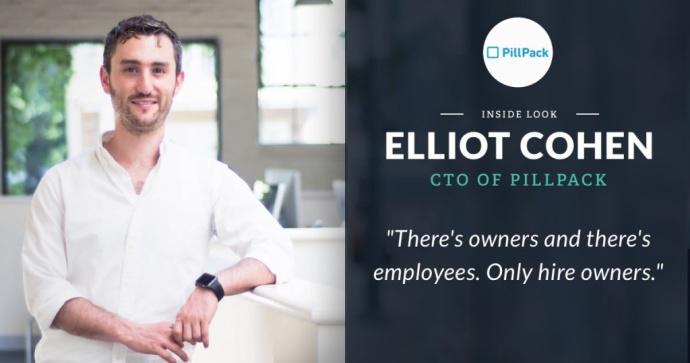 PillPack
INSIDE LOOK
ELLIOT COHEN
CTO OF PILLPACK
"There's owners and there's
employees. Only hire owners."